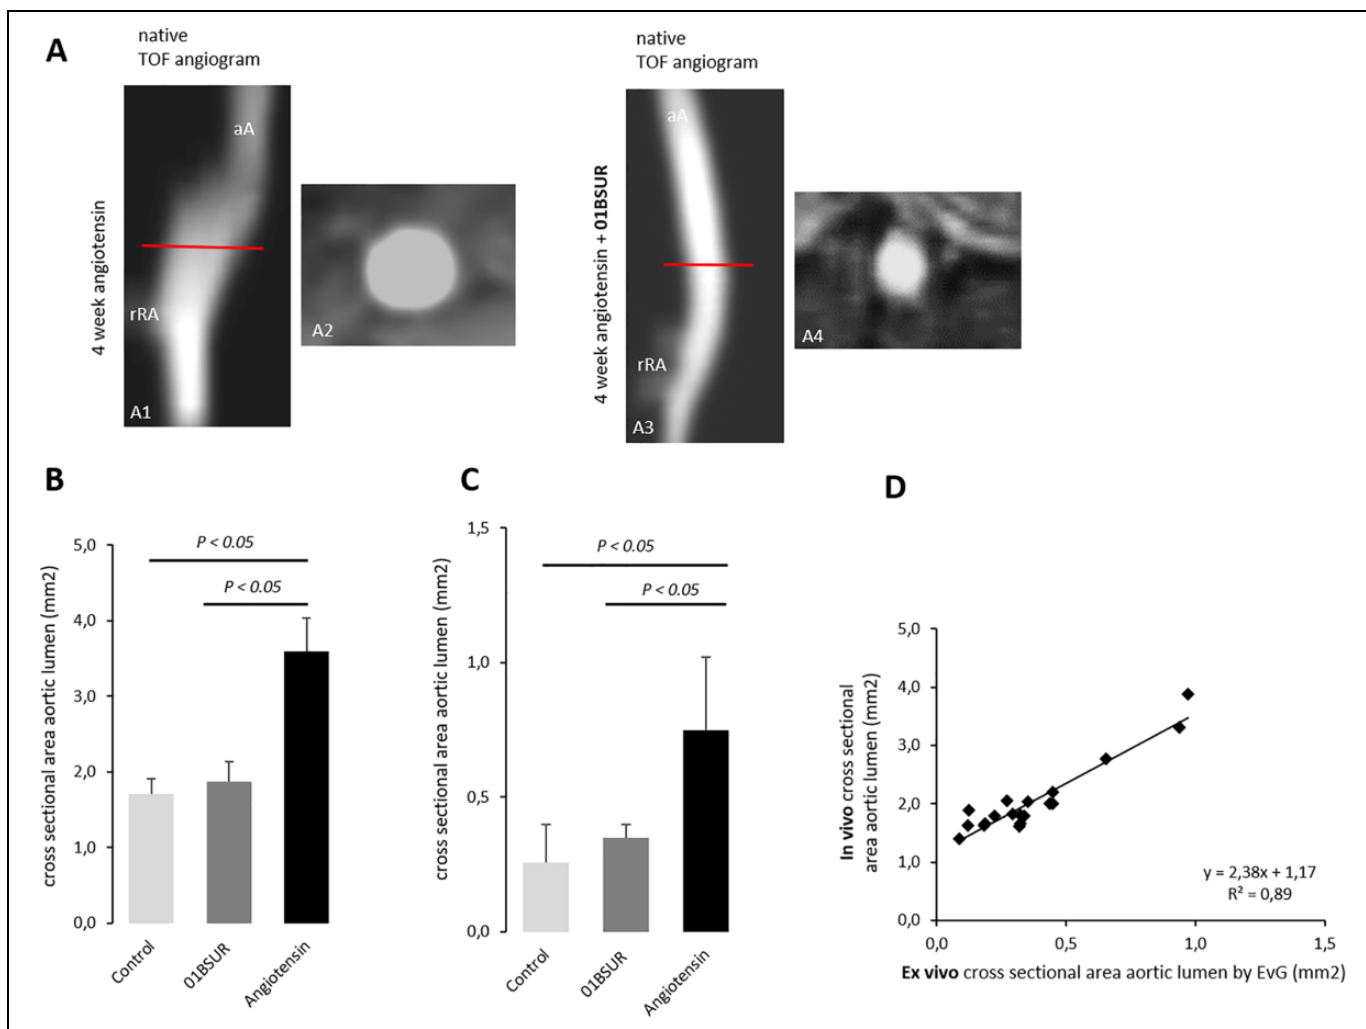 A
native
TOF angiogram
4 week angiotensin
aA
rRA
A1
A2
native
TOF angiogram
4 week angiotensin + 01BSUR
aA
rRA
A3
A4
B
cross sectional area aortic lumen (mm2)
5,0
4,0
3,0
2,0
1,0
0,0
P < 0.05
P < 0.05
Control
01BSUR
Angiotensin
C
cross sectional area aortic lumen (mm2)
1,5
1,0
0,5
0,0
P < 0.05
P < 0.05
Control
01BSUR
Angiotensin
D
In vivo cross sectional
area aortic lumen (mm2)
5,0
4,0
3,0
2,0
1,0
0,0
y = 2,38x + 1,17
R² = 0,89
0,0
0,5
1,0
1,5
Ex vivo cross sectional area aortic lumen by EvG (mm2)